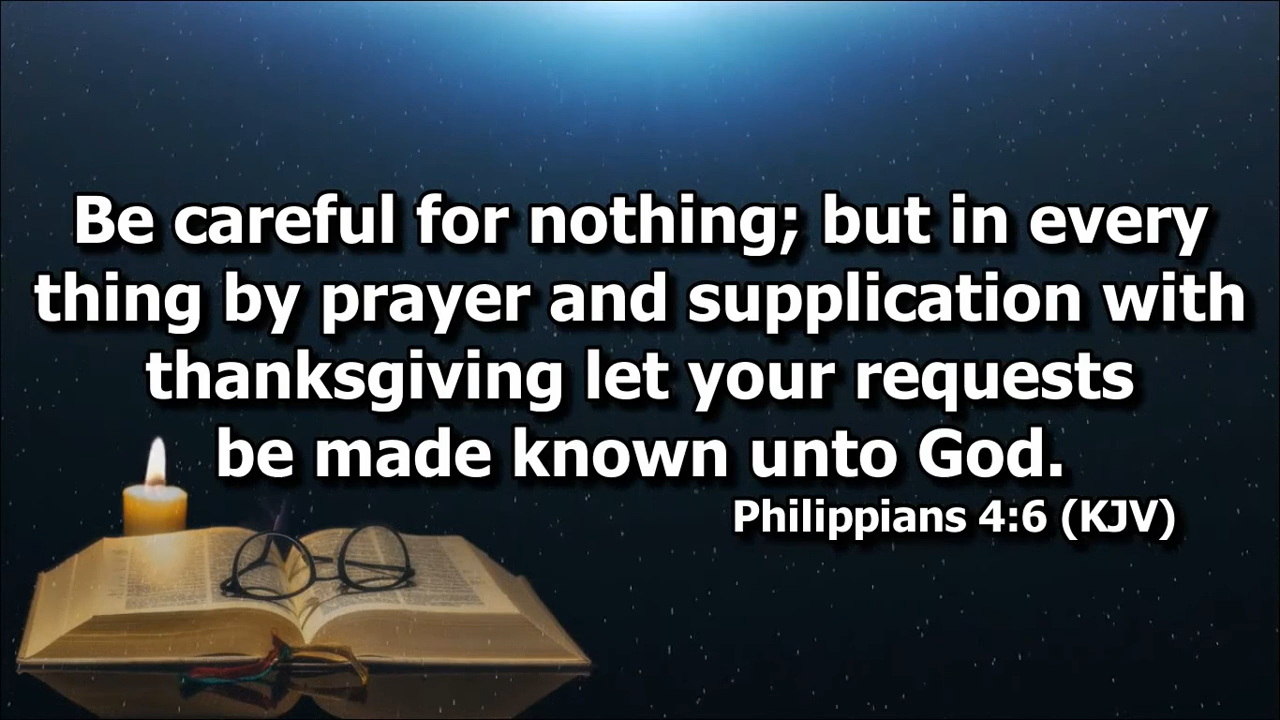 Be careful for nothing; but in every
thing by prayer and supplication with
thanksgiving let your requests
be made known unto God.
Philippians 4:6 (KJV)